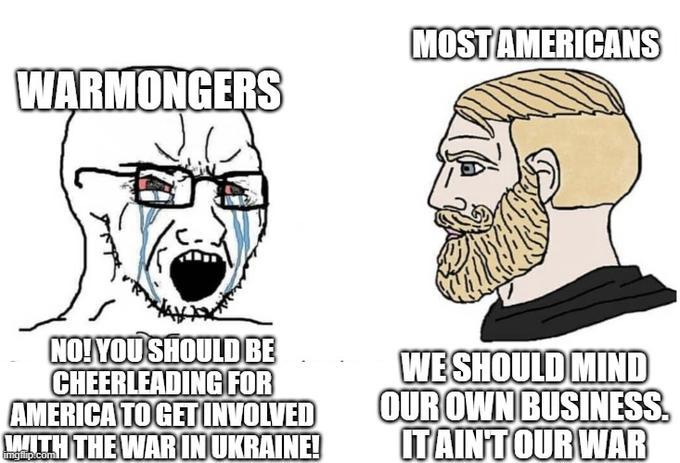 MOST AMERICANS
WARMONGERS
NO! YOU SHOULD BE
CHEERLEADING FOR
AMERICA TO GET INVOLVED
WITH THE WAR IN UKRAINE!
WE SHOULD MIND
OUR OWN BUSINESS.
IT AIN'T OUR WAR
imgflip.com